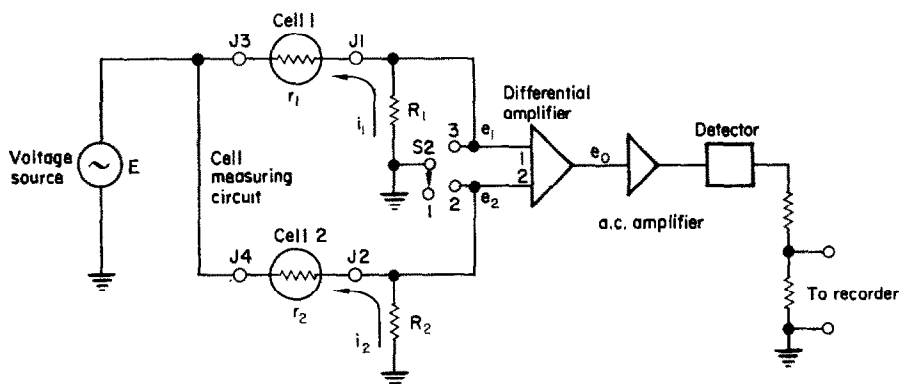 Cell 1
J3
J1
r1
R1
i1
S2
3
e1
1
2
1
2
e2
Differential
amplifier
e0
Detector
a.c. amplifier
Voltage
source
E
Cell
measuring
circuit
Cell 2
J4
J2
r2
R2
i2
To recorder